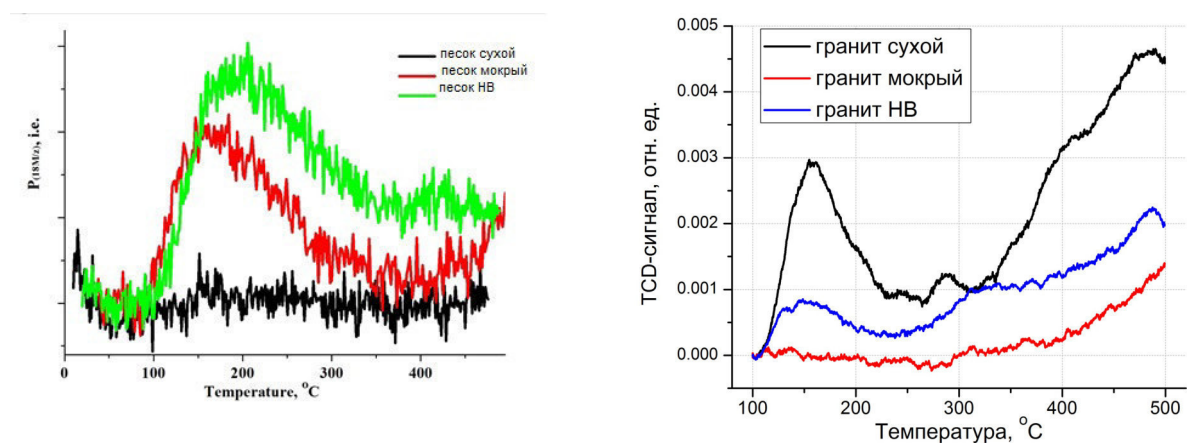 песок сухой
песок мокрый
песок НВ
P(18M/z), i.e.
0
100
200
300
400
Temperature, °C
0.005
0.004
0.003
0.002
0.001
0.000
TCD-сигнал, отн. ед.
гранит сухой
гранит мокрый
гранит НВ
100
200
300
400
500
Температура, °C